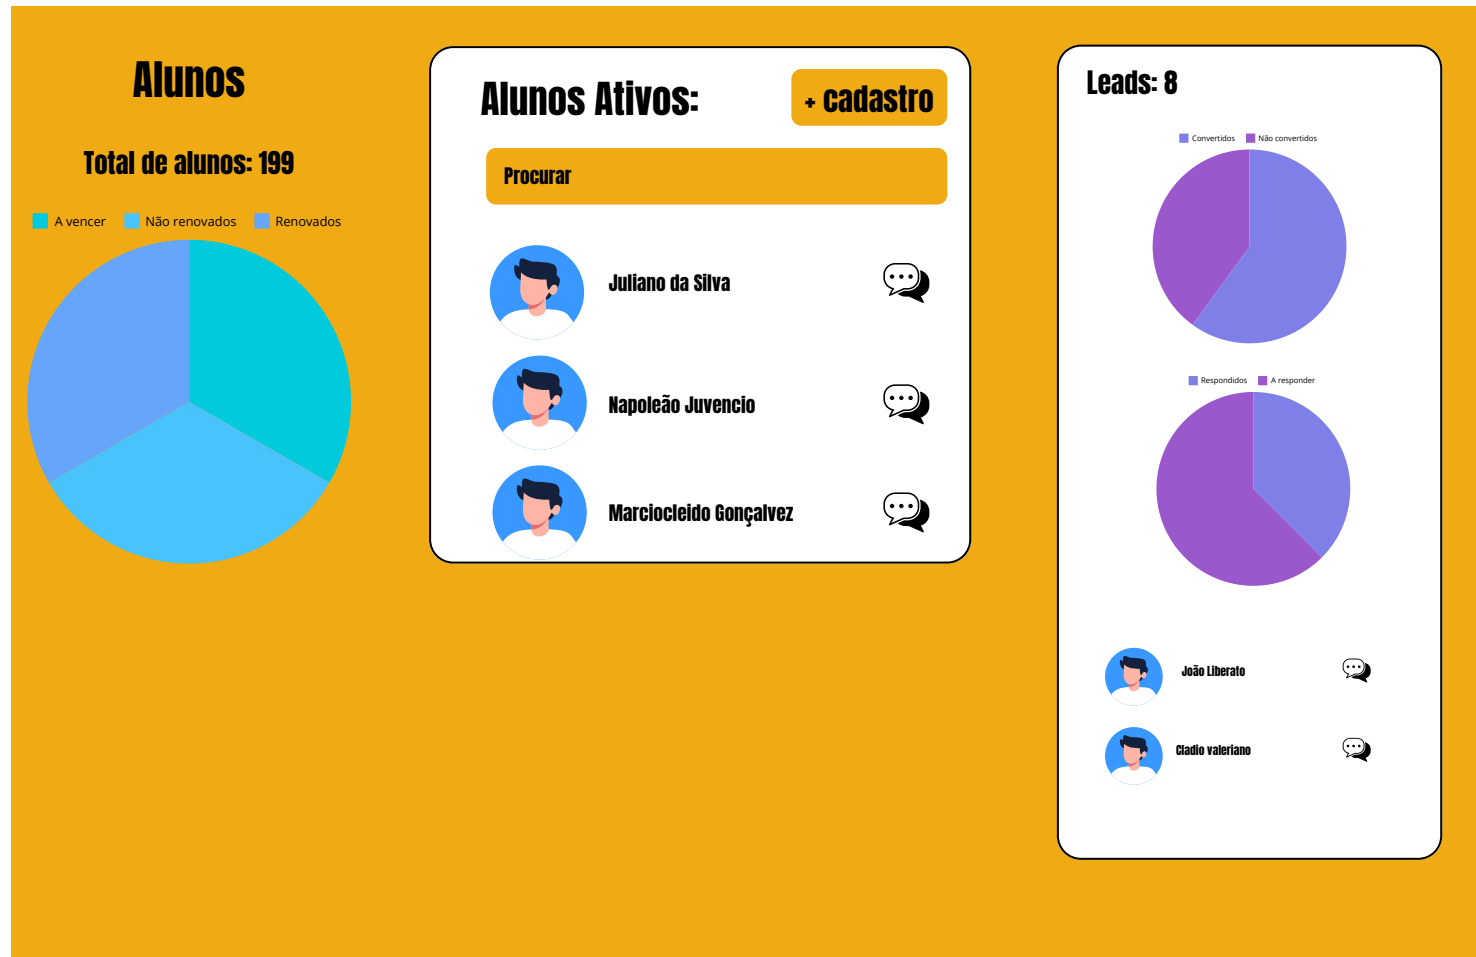 Alunos
Total de alunos: 199
A vencer
Não renovados
Renovados
Alunos Ativos:
+ cadastro
Procurar
Juliano da Silva
Napoleão Juvencio
Marciocleido Gonçalvez
Leads: 8
Convertidos
Não convertidos
Respondidos
A responder
João Liberato
Cladio valeriano